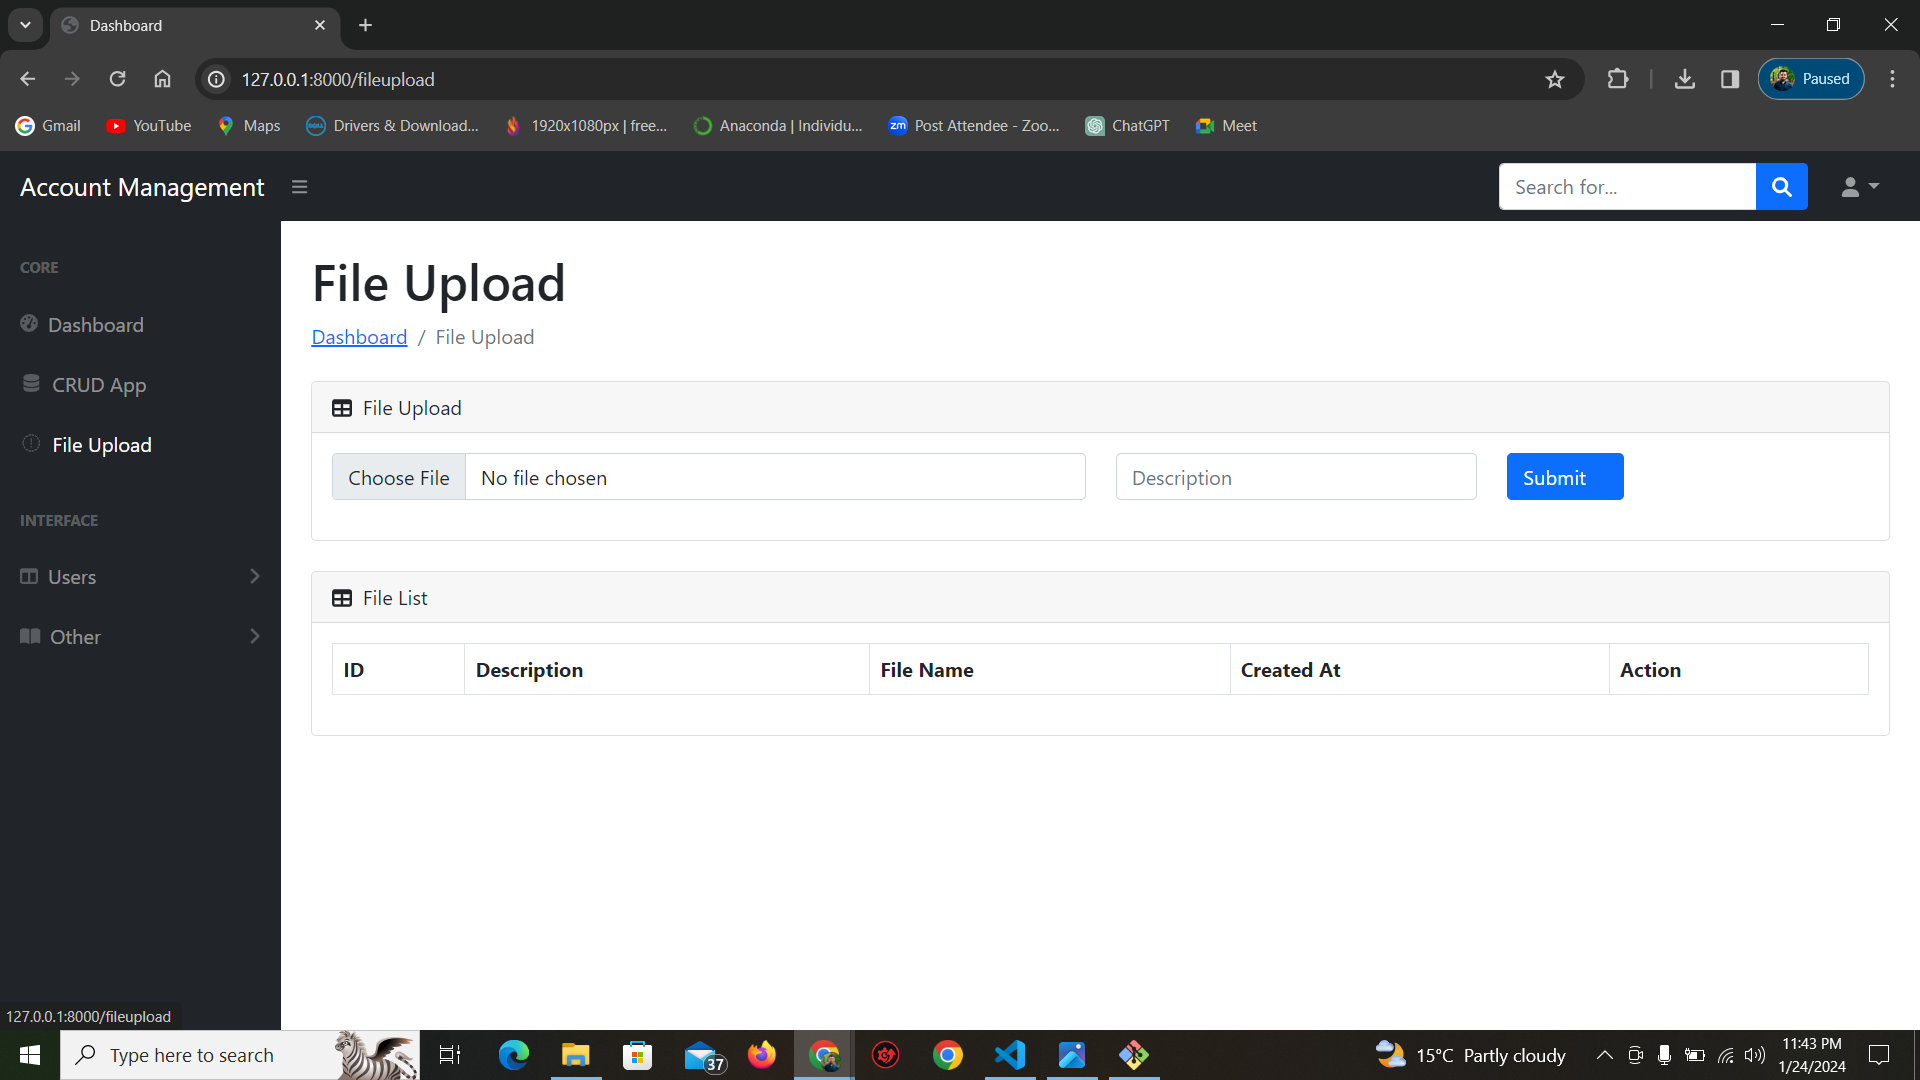 Dashboard
127.0.0.1:8000/fileupload
Paused
Gmail YouTube Maps Drivers & Download... 1920x1080px | free... Anaconda | Individu... zm Post Attendee - Zoo... ChatGPT Meet
Account Management
Search for...
CORE
Dashboard
CRUD App
File Upload
INTERFACE
Users
Other
File Upload
Dashboard / File Upload
File Upload
Choose File No file chosen Description Submit
File List
ID Description File Name Created At Action
127.0.0.1:8000/fileupload
Type here to search
37
15°C Partly cloudy
11:43 PM
1/24/2024